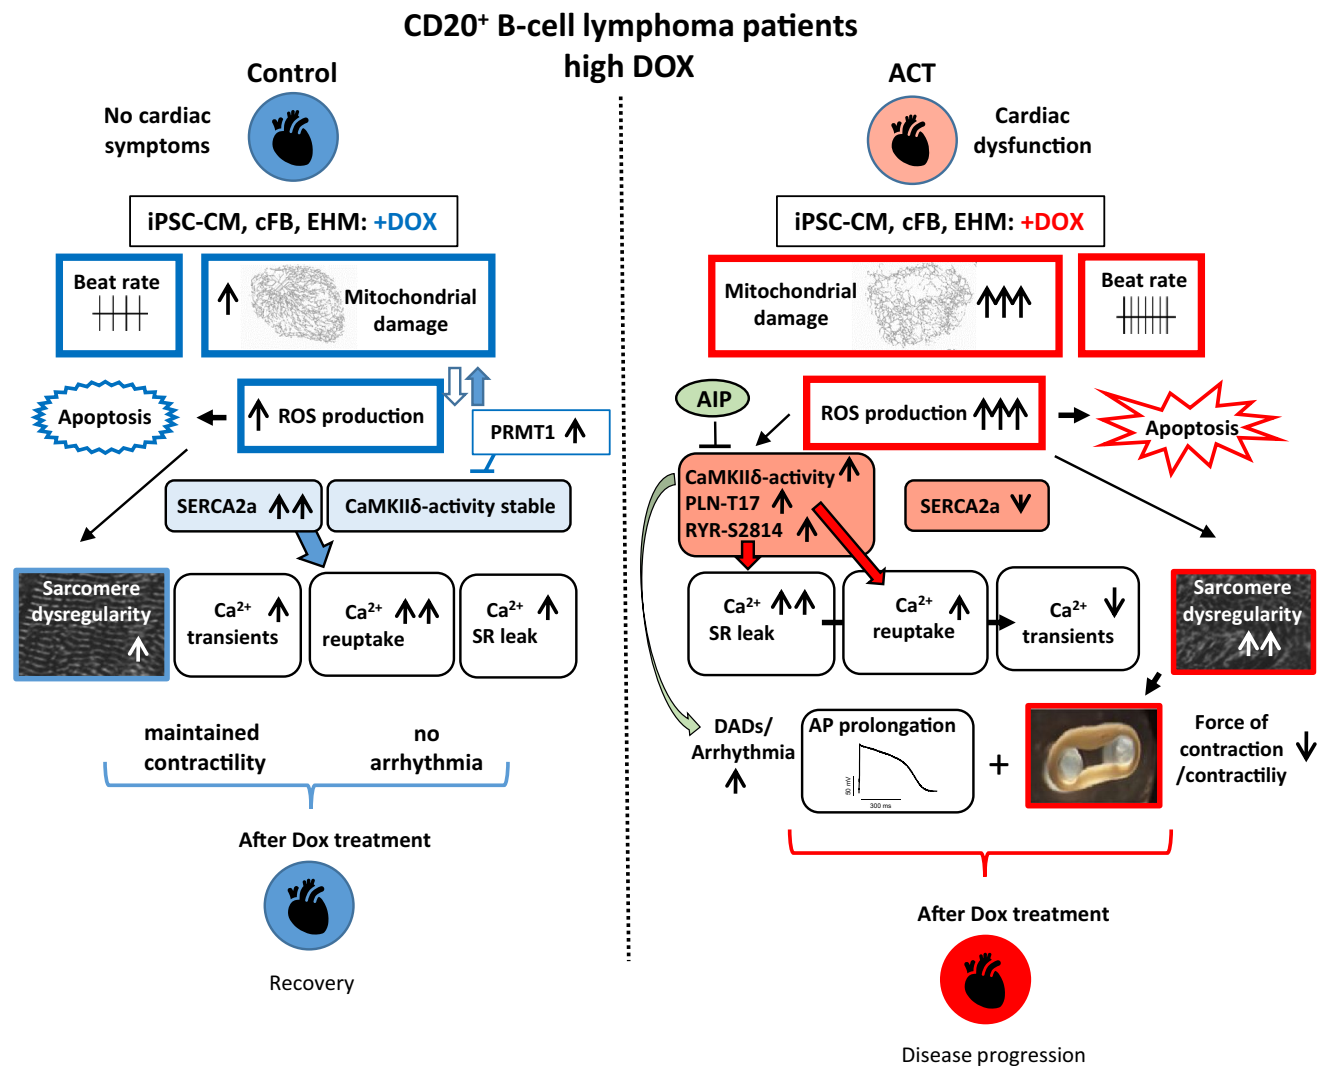 CD20⁺ B-cell lymphoma patients
high DOX
Control
No cardiac
symptoms
iPSC-CM, cFB, EHM: +DOX
Beat rate
Mitochondrial
damage
Apoptosis
ROS production
PRMT1
SERCA2a
CaMKIIδ-activity stable
Sarcomere
dysregularity
Ca²⁺
transients
Ca²⁺
reuptake
Ca²⁺
SR leak
maintained
contractility
no
arrhythmia
After Dox treatment
Recovery
ACT
Cardiac
dysfunction
iPSC-CM, cFB, EHM: +DOX
Mitochondrial
damage
Beat rate
AIP
ROS production
Apoptosis
CaMKIIδ-activity
PLN-T17
RYR-S2814
SERCA2a
Ca²⁺
SR leak
Ca²⁺
reuptake
Ca²⁺
transients
Sarcomere
dysregularity
DADs/
Arrhythmia
AP prolongation
50 mV
300 ms
+
Force of
contraction
/contractiliy
After Dox treatment
Disease progression